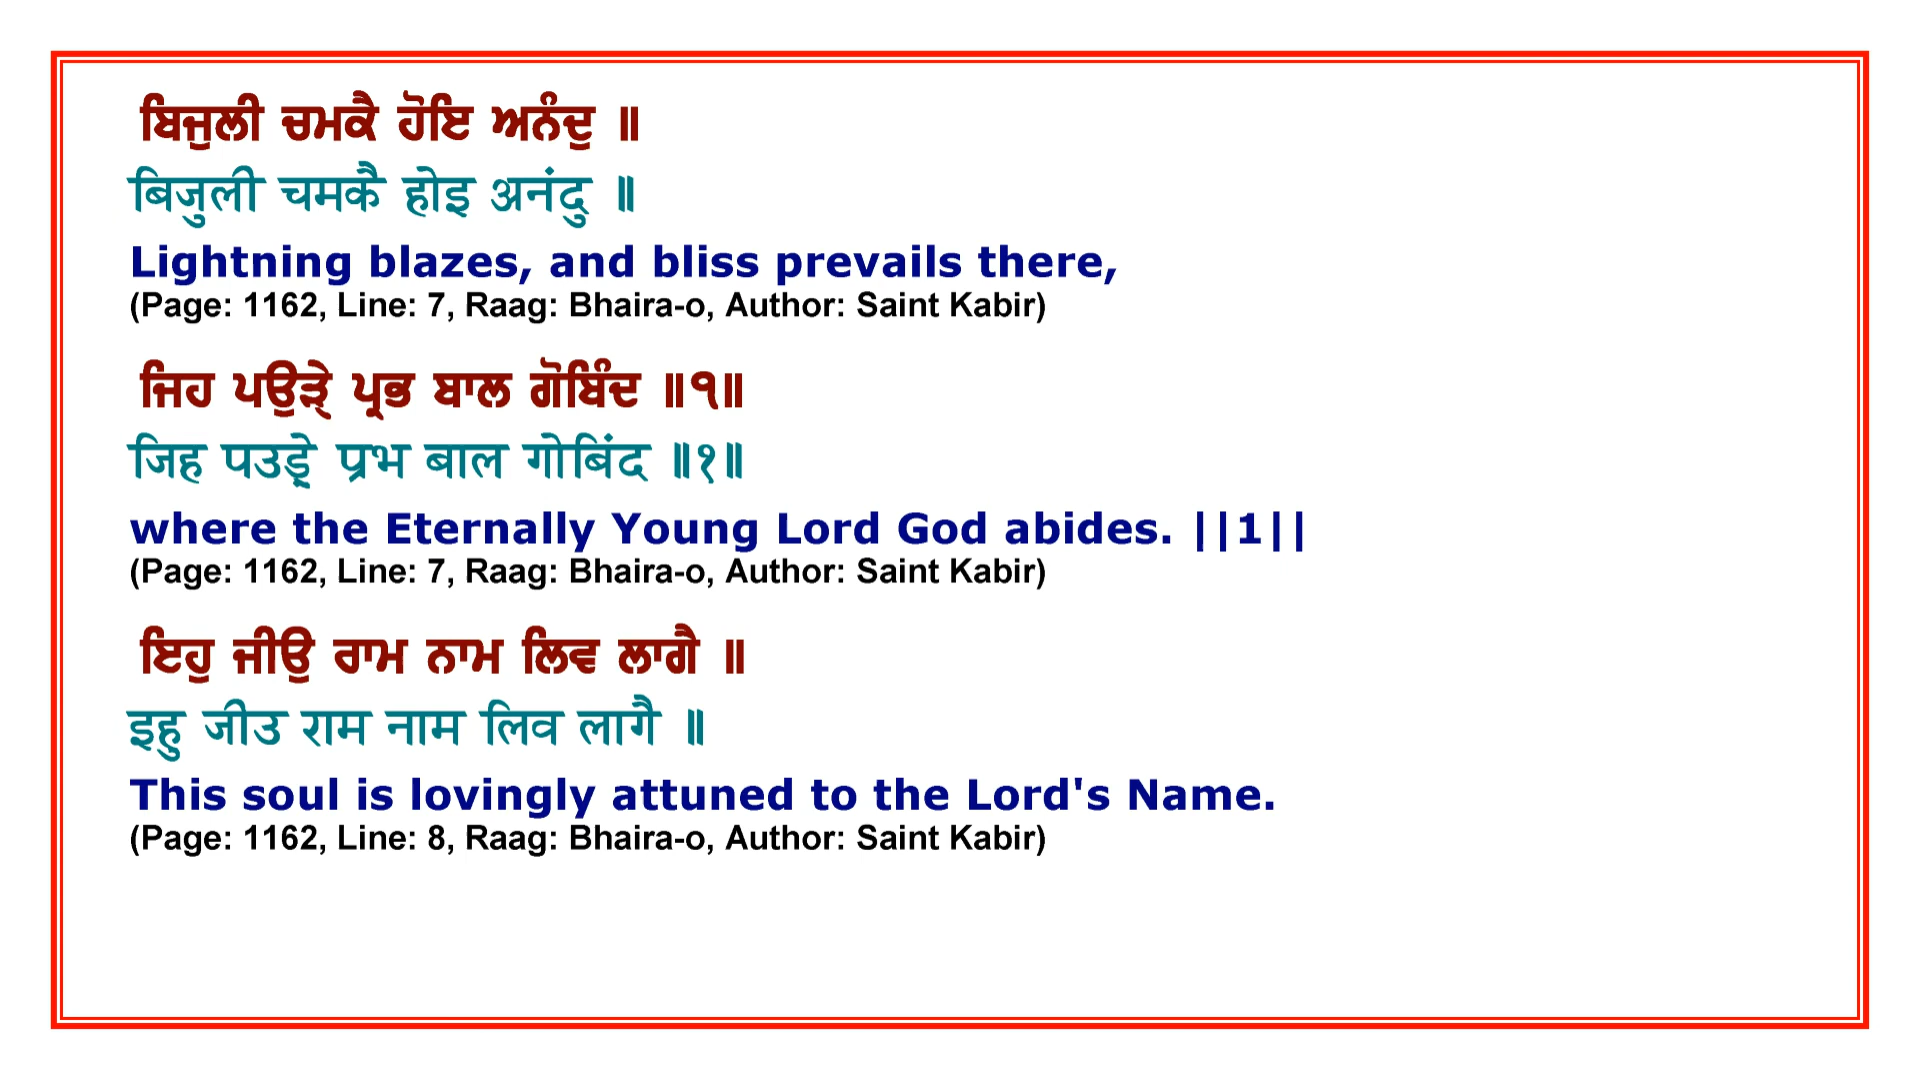 ਬਿਜੁਲੀ ਚਮਕੈ ਹੋਇ ਅਨੰਦੁ ॥
बिजुली चमकै होइ अनंदु ॥
Lightning blazes, and bliss prevails there,
(Page: 1162, Line: 7, Raag: Bhaira-o, Author: Saint Kabir)
ਜਿਹ ਪਉੜ੍ਹੇ ਪ੍ਰਭ ਬਾਲ ਗੋਬਿੰਦ ॥੧॥
जिह पउड़्हे प्रभ बाल गोबिंद ॥१॥
where the Eternally Young Lord God abides. ||1||
(Page: 1162, Line: 7, Raag: Bhaira-o, Author: Saint Kabir)
ਇਹੁ ਜੀਉ ਰਾਮ ਨਾਮ ਲਿਵ ਲਾਗੈ ॥
इहु जीउ राम नाम लिव लागै ॥
This soul is lovingly attuned to the Lord's Name.
(Page: 1162, Line: 8, Raag: Bhaira-o, Author: Saint Kabir)